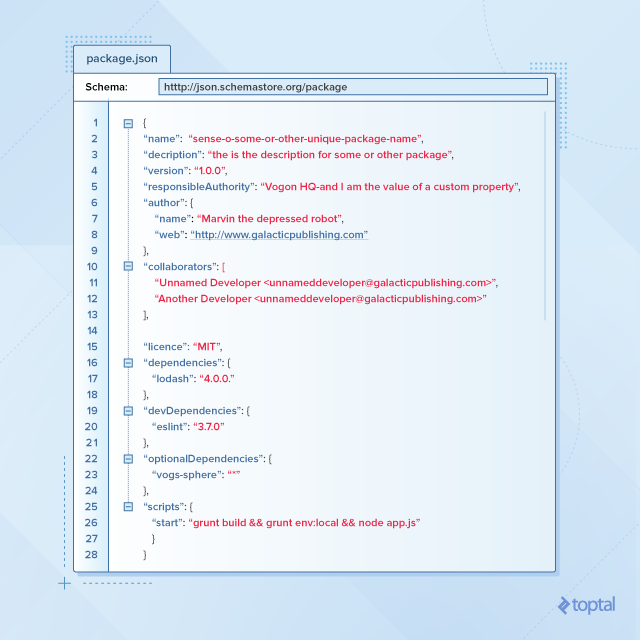 package.json
Schema: htttp://json.schemastore.org/package
1 {
2 “name”: “sense-o-some-or-other-unique-package-name”,
3 “decription”: “the is the description for some or other package”,
4 “version”: “1.0.0”,
5 “responsibleAuthority”: “Vogon HQ-and I am the value of a custom property”,
6 “author”: {
7 “name”: “Marvin the depressed robot”,
8 “web”: “http://www.galacticpublishing.com”
9 },
10 “collaborators”: [
11 “Unnamed Developer <unnameddeveloper@galacticpublishing.com>”,
12 “Another Developer <unnameddeveloper@galacticpublishing.com>”
13 ],
14
15 “licence”: “MIT”,
16 “dependencies”: {
17 “lodash”: “4.0.0.”
18 },
19 “devDependencies”: {
20 “eslint”: “3.7.0”
21 },
22 “optionalDependencies”: {
23 “vogs-sphere”: “*”
24 },
25 “scripts”: {
26 “start”: “grunt build && grunt env:local && node app.js”
27 }
28 }
toptal